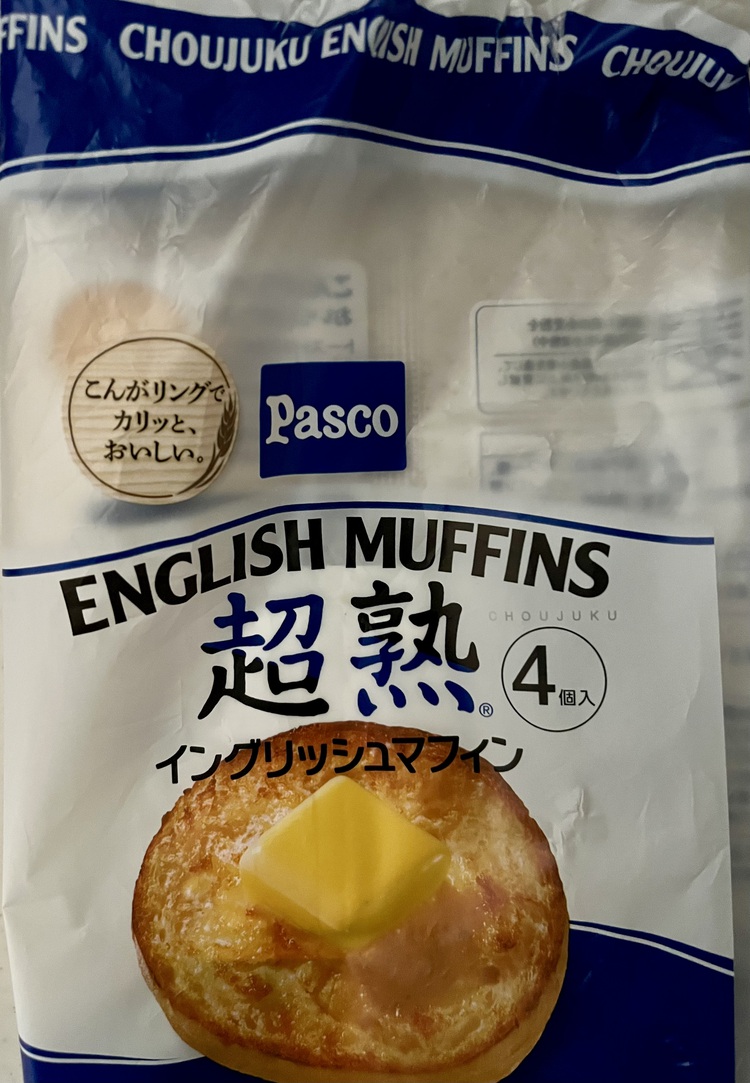 FFINS CHOUJUKU ENGLISH MUFFINS CHOUJU
こんがリングで
カリッと、
おいしい。
Pasco
ENGLISH MUFFINS
超熟®
CHOUJUKU
4個入
イングリッシュマフィン